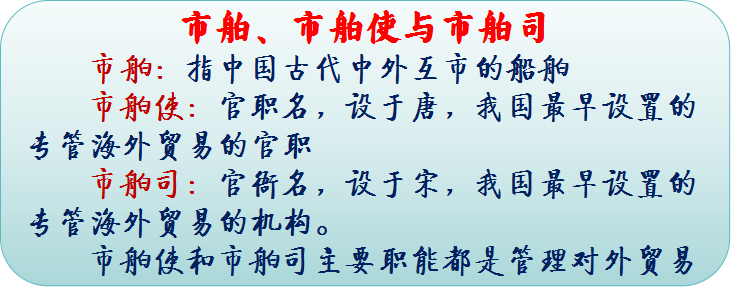 市舶、市舶使与市舶司
市舶：指中国古代中外互市的船舶
市舶使：官职名，设于唐，我国最早设置的
专管海外贸易的官职
市舶司：官衙名，设于宋，我国最早设置的
专管海外贸易的机构。
市舶使和市舶司主要职能都是管理对外贸易